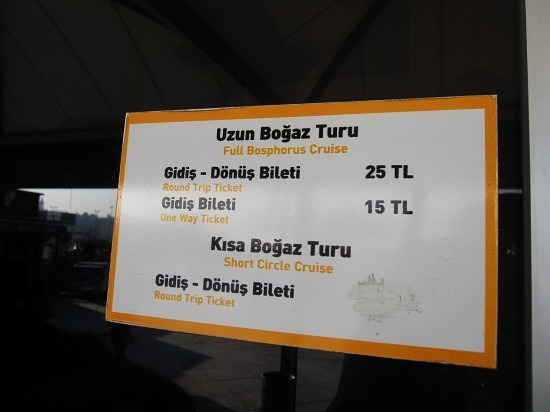 Uzun Boğaz Turu
Full Bosphorus Cruise
Gidiş - Dönüş Bileti 25 TL
Round Trip Ticket
Gidiş Bileti 15 TL
One Way Ticket
Kısa Boğaz Turu
Short Circle Cruise
Gidiş - Dönüş Bileti
Round Trip Ticket